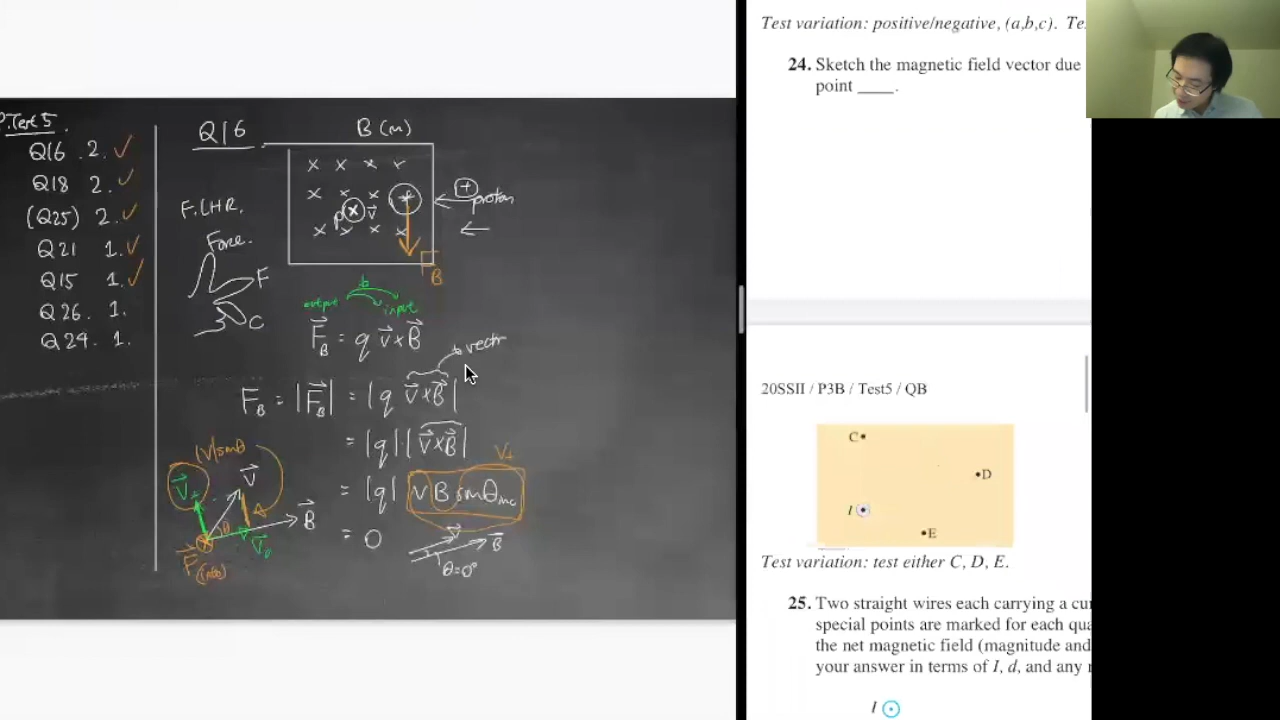 P.Test 5
Q16 2. ✓
Q18 2. ✓
(Q25) 2. ✓
Q21 1. ✓
Q15 1. ✓
Q26. 1.
Q24. 1.
Q16
B (in)
x x x x
x x x x
P x v
x x x x
+ proton
F_B
F.LHR.
Force.
F
C
output
input
F_B = q v × B
vector
F_B = |F_B| = |q v × B|
= |q| |v × B|
V⊥
= |q| v B sinθ
= 0
v
B
θ=0°
|V| sinθ
V
V
θ
B
V
F (into)
Test variation: positive/negative, (a,b,c). Te
24. Sketch the magnetic field vector due
point ____.
20SSII / P3B / Test5 / QB
C
D
I
E
Test variation: test either C, D, E.
25. Two straight wires each carrying a cu
special points are marked for each qua
the net magnetic field (magnitude and
your answer in terms of I, d, and any
I